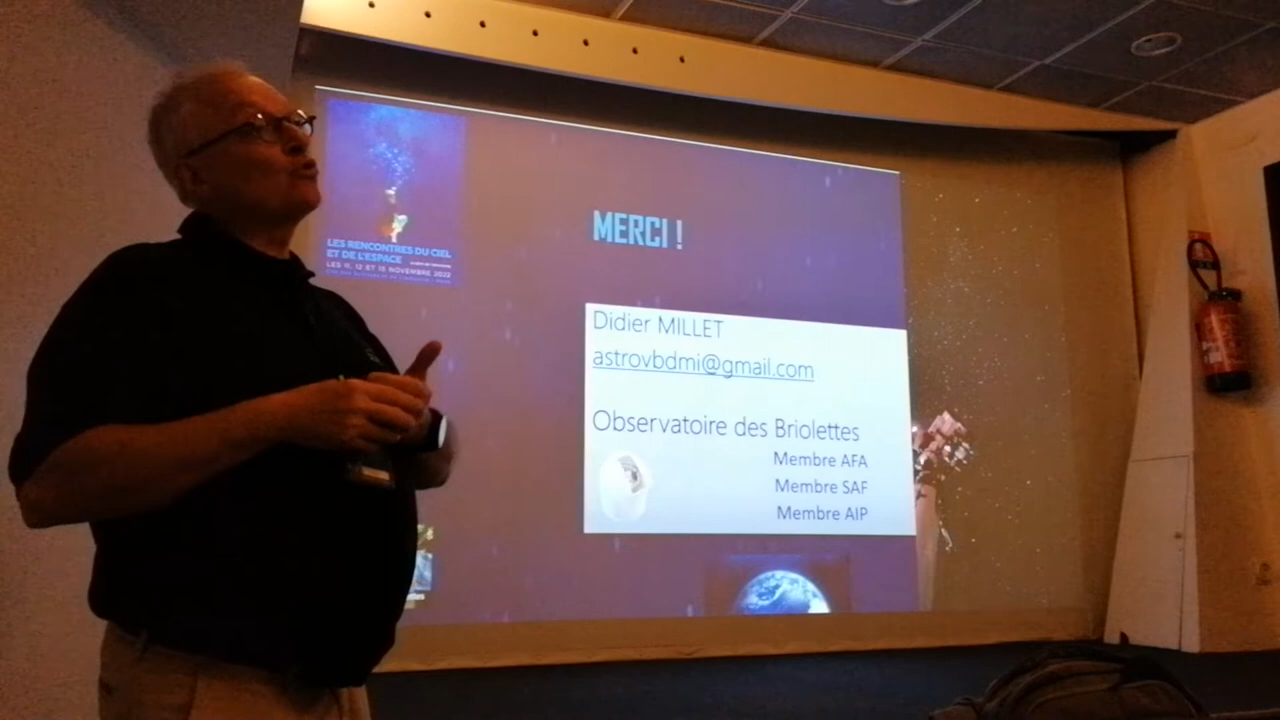 LES RENCONTRES DU CIEL
ET DE L'ESPACE
LES 11, 12 ET 13 NOVEMBRE 2022
MERCI !
Didier MILLET
astrovbdmi@gmail.com
Observatoire des Briolettes
Membre AFA
Membre SAF
Membre AIP